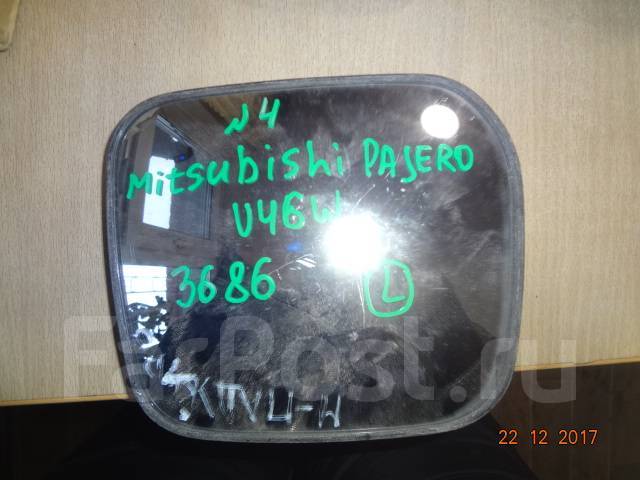 N4
Mitsubishi PAJERO
V46W
3686 L
FarPost.ru
22 12 2017